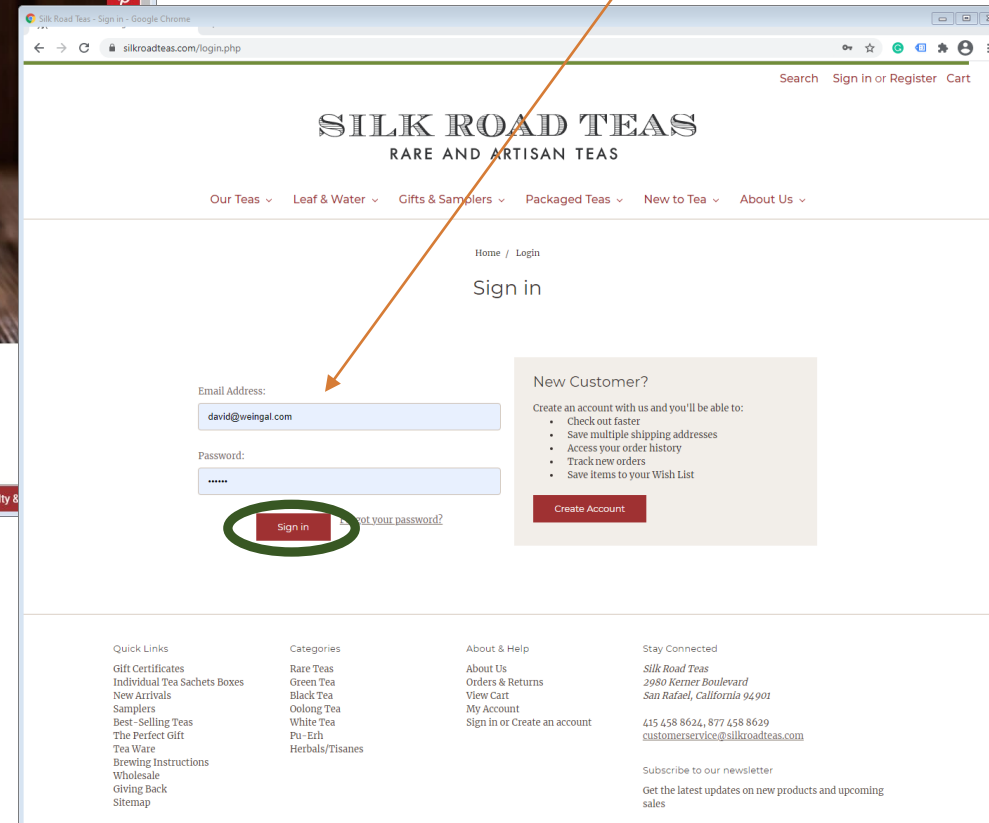 Silk Road Teas - Sign in - Google Chrome
silkroadteas.com/login.php
Search Sign in or Register Cart
SILK ROAD TEAS
RARE AND ARTISAN TEAS
Our Teas Leaf & Water Gifts & Samplers Packaged Teas New to Tea About Us
Home / Login
Sign in
Email Address:
david@weingal.com
Password:
••••••
Sign in
your password?
New Customer?
Create an account with us and you'll be able to:
• Check out faster
• Save multiple shipping addresses
• Access your order history
• Track new orders
• Save items to your Wish List
Create Account
lty &
Quick Links
Gift Certificates
Individual Tea Sachets Boxes
New Arrivals
Samplers
Best-Selling Teas
The Perfect Gift
Tea Ware
Brewing Instructions
Wholesale
Giving Back
Sitemap
Categories
Rare Teas
Green Tea
Black Tea
Oolong Tea
White Tea
Pu-Erh
Herbals/Tisanes
About & Help
About Us
Orders & Returns
View Cart
My Account
Sign in or Create an account
Stay Connected
Silk Road Teas
2980 Kerner Boulevard
San Rafael, California 94901
415 458 8624, 877 458 8629
customerservice@silkroadteas.com
Subscribe to our newsletter
Get the latest updates on new products and upcoming
sales